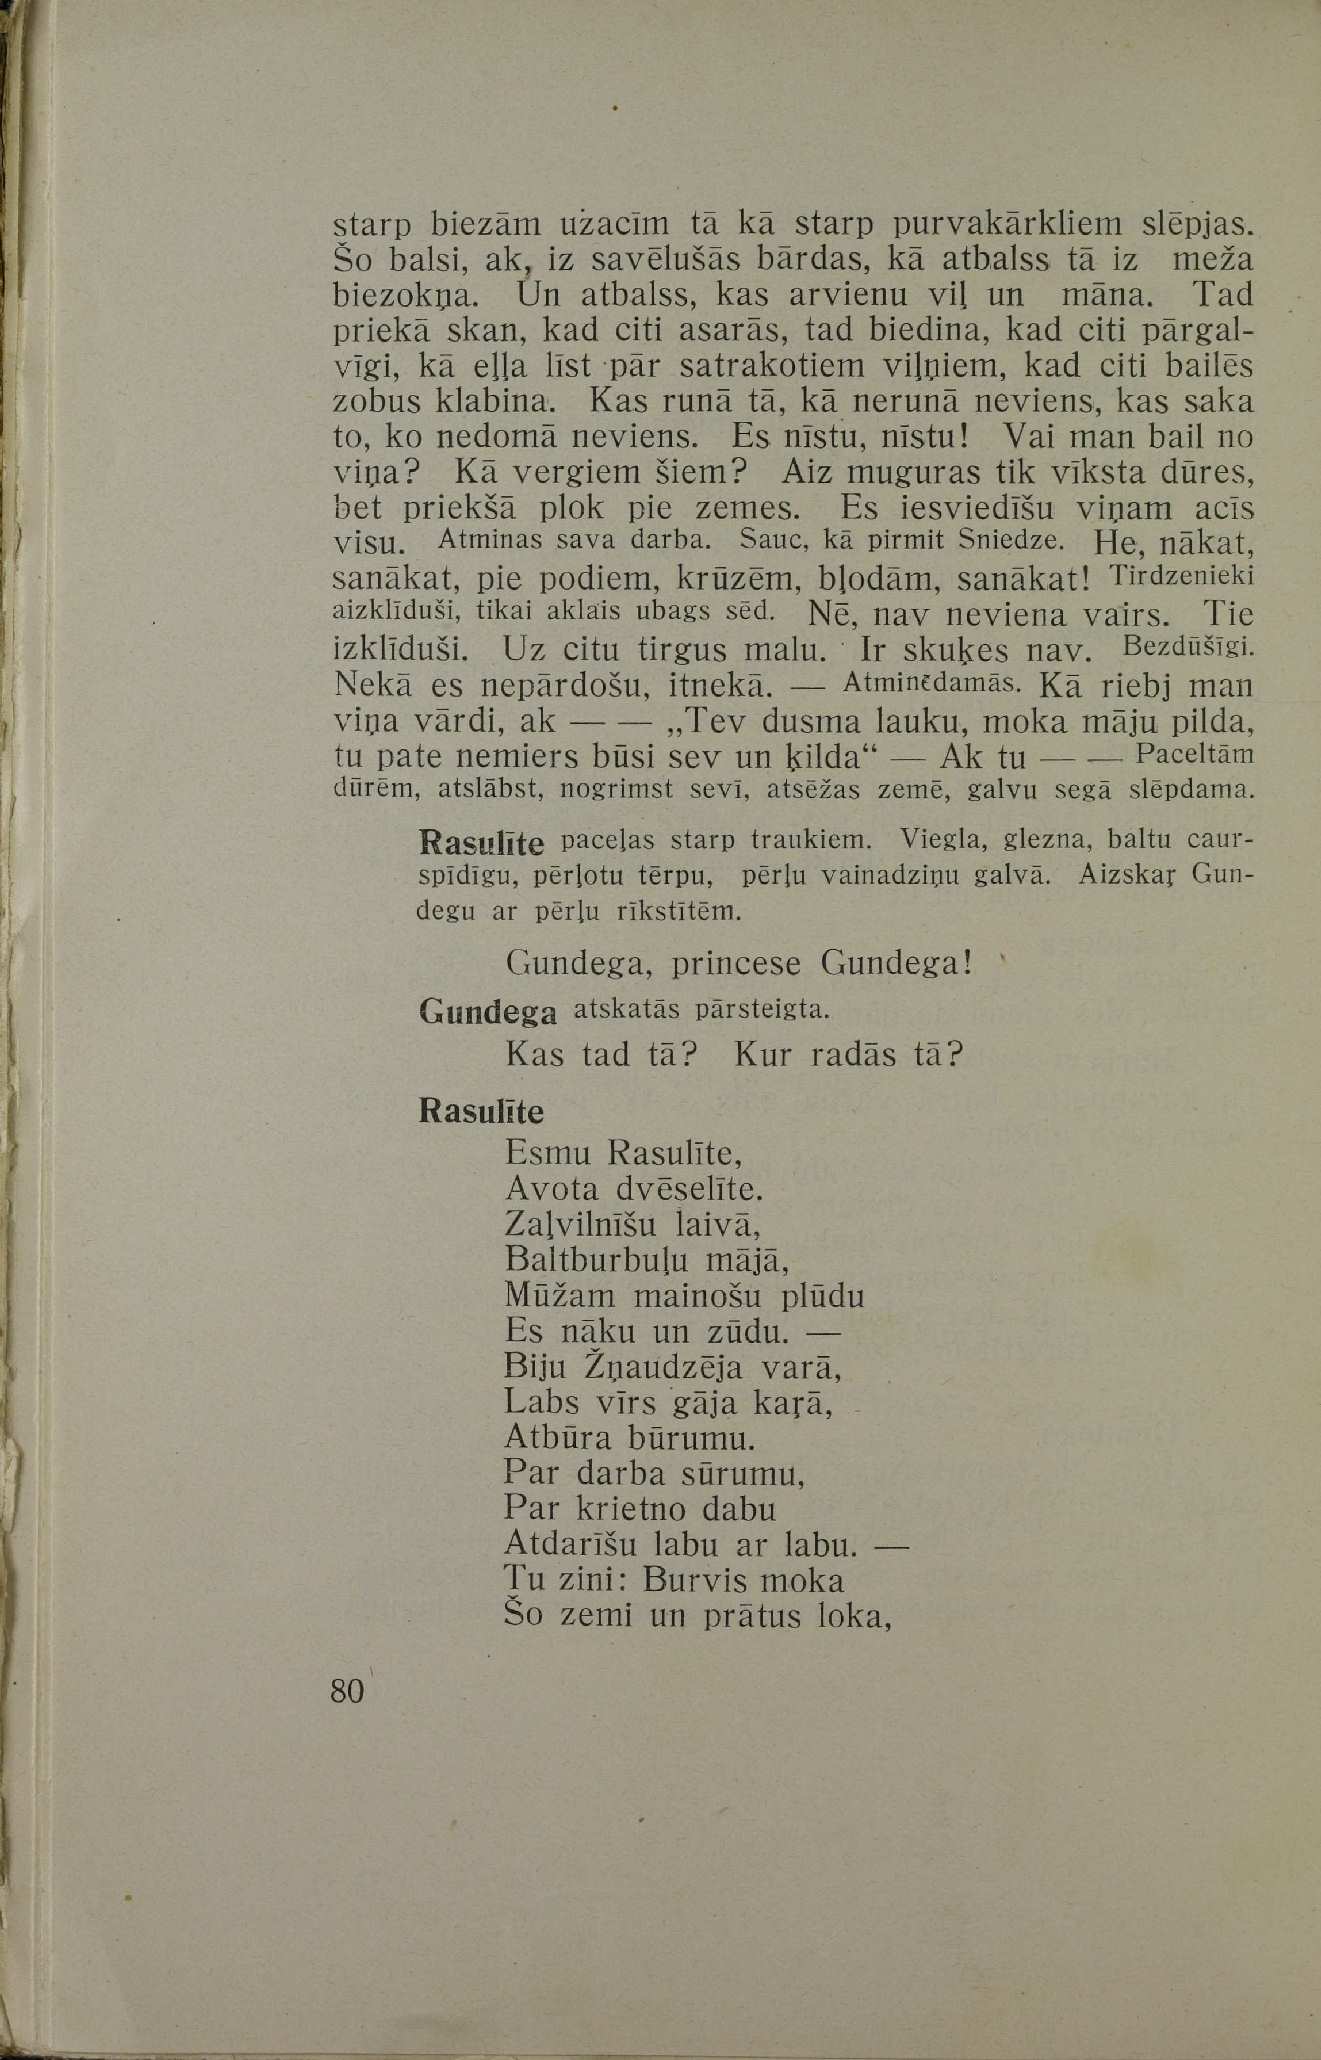 starp biezām uzacīm tā kā starp purvakārkliem slēpjas.
Šo balsi, ak, iz savēlušās bārdas, kā atbalss tā iz meža
biezokņa. Un atbalss, kas arvienu viļ un māna. Tad
priekā skan, kad citi asarās, tad biedina, kad citi pārgal-
vīgi, kā eļļa līst pār satrakotiem viļņiem, kad citi bailēs
zobus klabina. Kas runā tā, kā nerunā neviens, kas saka
to, ko nedomā neviens. Es nīstu, nīstu! Vai man bail no
viņa? Kā vergiem šiem? Aiz muguras tik vīksta dūres,
bet priekšā plok pie zemes. Es iesviedīšu viņam acīs
visu. Atminas sava darba. Sauc, kā pirmit Sniedze. He, nākat,
sanākat, pie podiem, krūzēm, bļodām, sanākat! Tirdzenieki
aizklīduši, tikai aklais ubags sēd. Nē, nav neviena vairs. Tie
izklīduši. Uz citu tirgus malu. Ir skuķes nav. Bezdūšīgi.
Nekā es nepārdošu, itnekā. — Atminēdamās. Kā riebj man
viņa vārdi, ak — — „Tev dusma lauku, moka māju pilda,
tu pate nemiers būsi sev un ķilda“ — Ak tu — — Paceltām
dūrēm, atslābst, nogrimst sevī, atsēžas zemē, galvu segā slēpdama.
Rasulīte paceļas starp traukiem. Viegla, glezna, baltu caur-
spīdīgu, pērļotu tērpu, pērļu vainadziņu galvā. Aizskaŗ Gun-
degu ar pērļu rīkstītēm.
Gundega, princese Gundega!
Gundega atskatās pārsteigta.
Kas tad tā? Kur radās tā?
Rasulīte
Esmu Rasulīte,
Avota dvēselīte.
Zaļvilnīšu laivā,
Baltburbuļu mājā,
Mūžam mainošu plūdu
Es nāku un zūdu. —
Biju Žņaudzēja varā,
Labs vīrs gāja kaŗā,
Atbūra būrumu.
Par darba sūrumu,
Par krietno dabu
Atdarīšu labu ar labu. —
Tu zini: Burvis moka
Šo zemi un prātus loka,
80